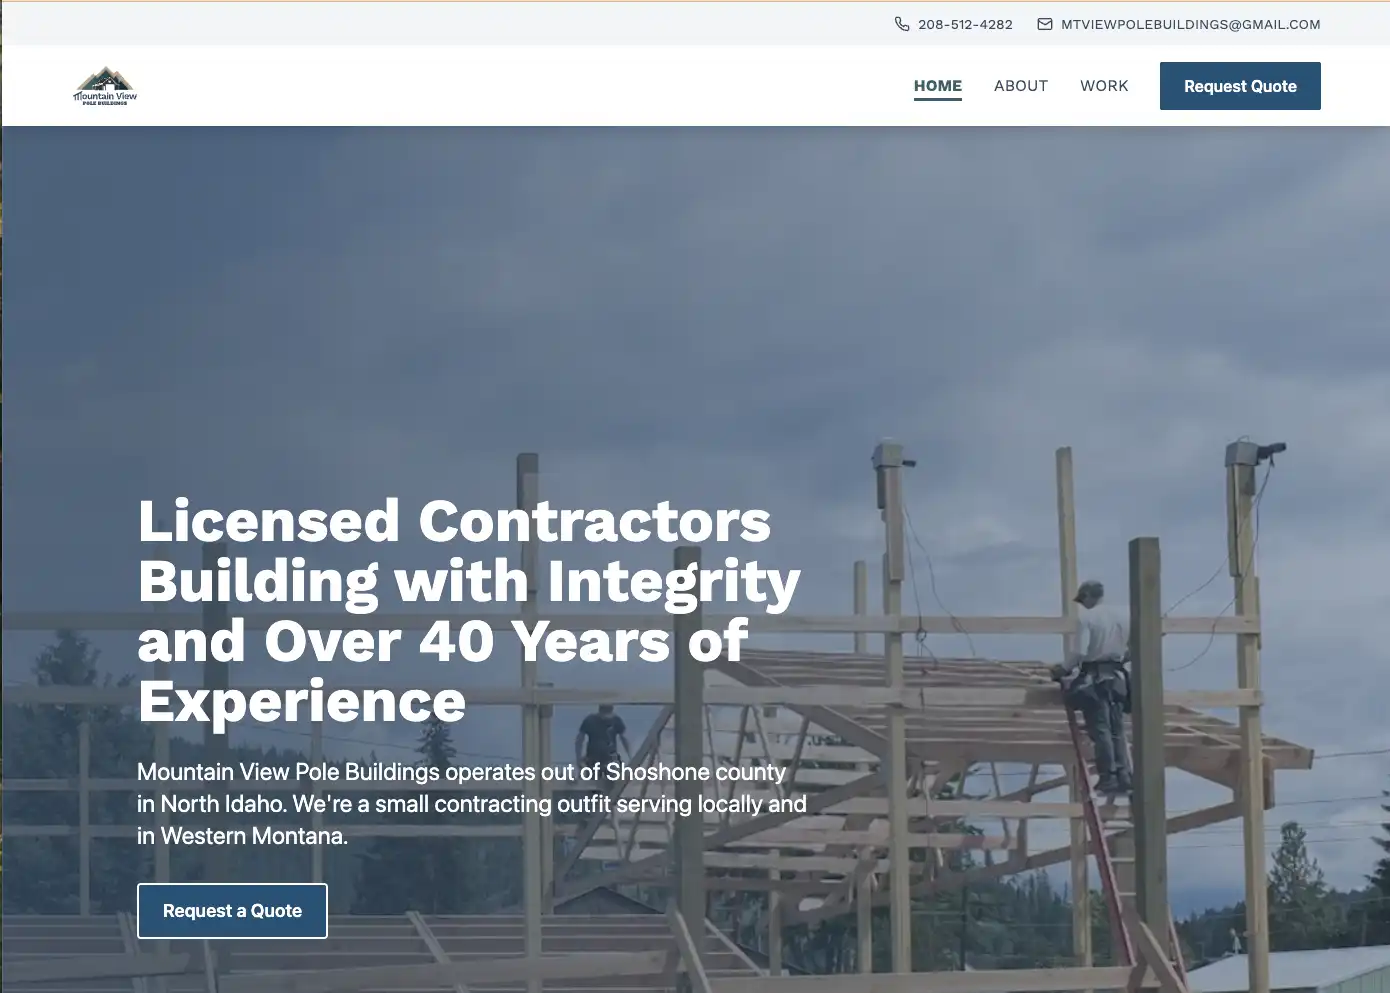 208-512-4282 MTVIEWPOLEBUILDINGS@GMAIL.COM
Mountain View
POLE BUILDINGS
HOME ABOUT WORK Request Quote
Licensed Contractors
Building with Integrity
and Over 40 Years of
Experience
Mountain View Pole Buildings operates out of Shoshone county
in North Idaho. We're a small contracting outfit serving locally and
in Western Montana.
Request a Quote